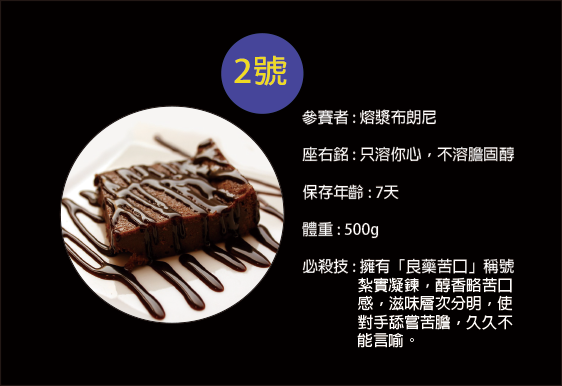 2號
參賽者 : 熔漿布朗尼
座右銘 : 只溶你心，不溶膽固醇
保存年齡 : 7天
體重 : 500g
必殺技 : 擁有「良藥苦口」稱號
紮實凝鍊，醇香略苦口
感，滋味層次分明，使
對手舔嘗苦膽，久久不
能言喻。